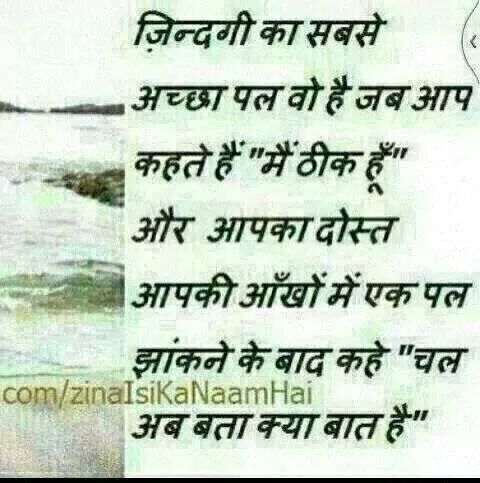 ज़िन्दगी का सबसे
अच्छा पल वो है जब आप
कहते हैं "मैं ठीक हूँ"
और आपका दोस्त
आपकी आँखों में एक पल
झांकने के बाद कहे "चल
com/zinaIsiKaNaamHai
अब बता क्या बात है"